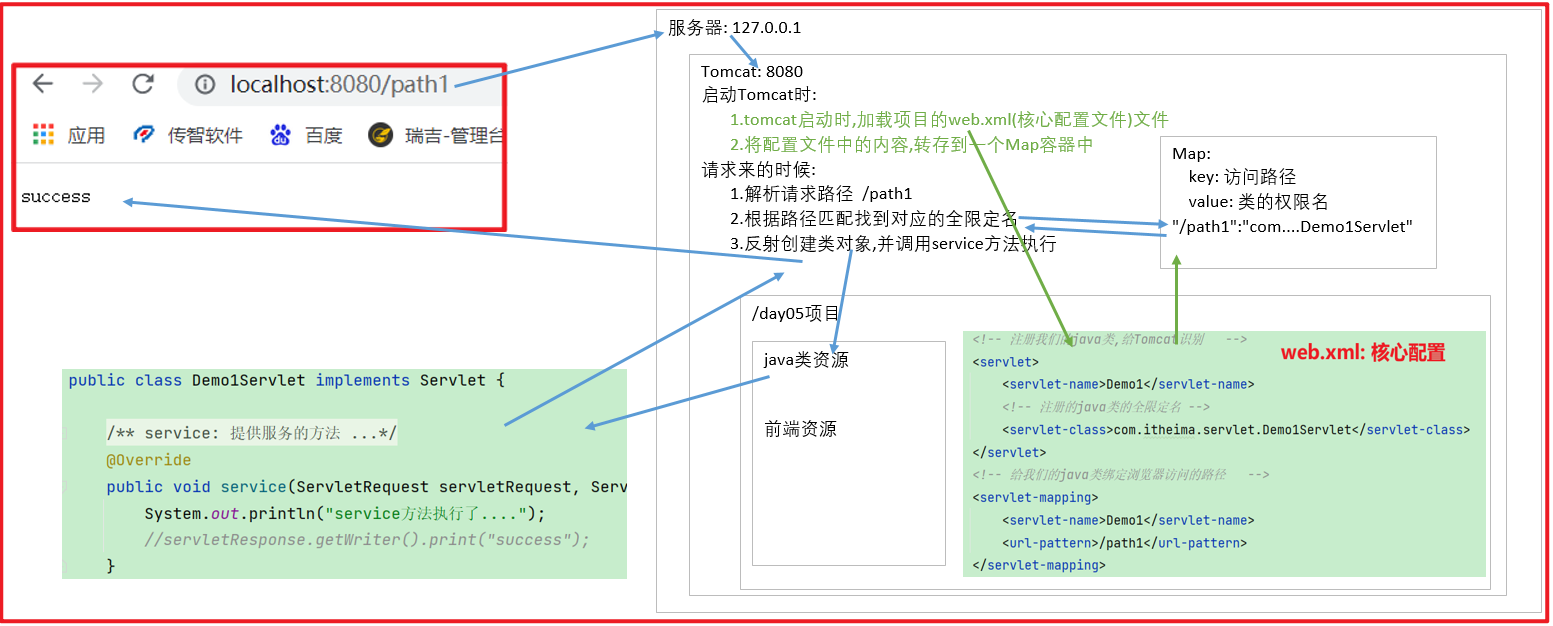 localhost:8080/path1
应用 传智软件 百度 瑞吉-管理台
success
服务器: 127.0.0.1
Tomcat: 8080
启动Tomcat时:
1.tomcat启动时,加载项目的web.xml(核心配置文件)文件
2.将配置文件中的内容,转存到一个Map容器中
请求来的时候:
1.解析请求路径 /path1
2.根据路径匹配找到对应的全限定名
3.反射创建类对象,并调用service方法执行
Map:
key: 访问路径
value: 类的权限名
"/path1":"com....Demo1Servlet"
/day05项目
java类资源
前端资源
web.xml: 核心配置
<!-- 注册我们的java类,给Tomcat识别 -->
<servlet>
<servlet-name>Demo1</servlet-name>
<!-- 注册的java类的全限定名 -->
<servlet-class>com.itheima.servlet.Demo1Servlet</servlet-class>
</servlet>
<!-- 给我们的java类绑定浏览器访问的路径 -->
<servlet-mapping>
<servlet-name>Demo1</servlet-name>
<url-pattern>/path1</url-pattern>
</servlet-mapping>
public class Demo1Servlet implements Servlet {
/** service: 提供服务的方法 ...*/
@Override
public void service(ServletRequest servletRequest, Serv
System.out.println("service方法执行了....");
//servletResponse.getWriter().print("success");
}